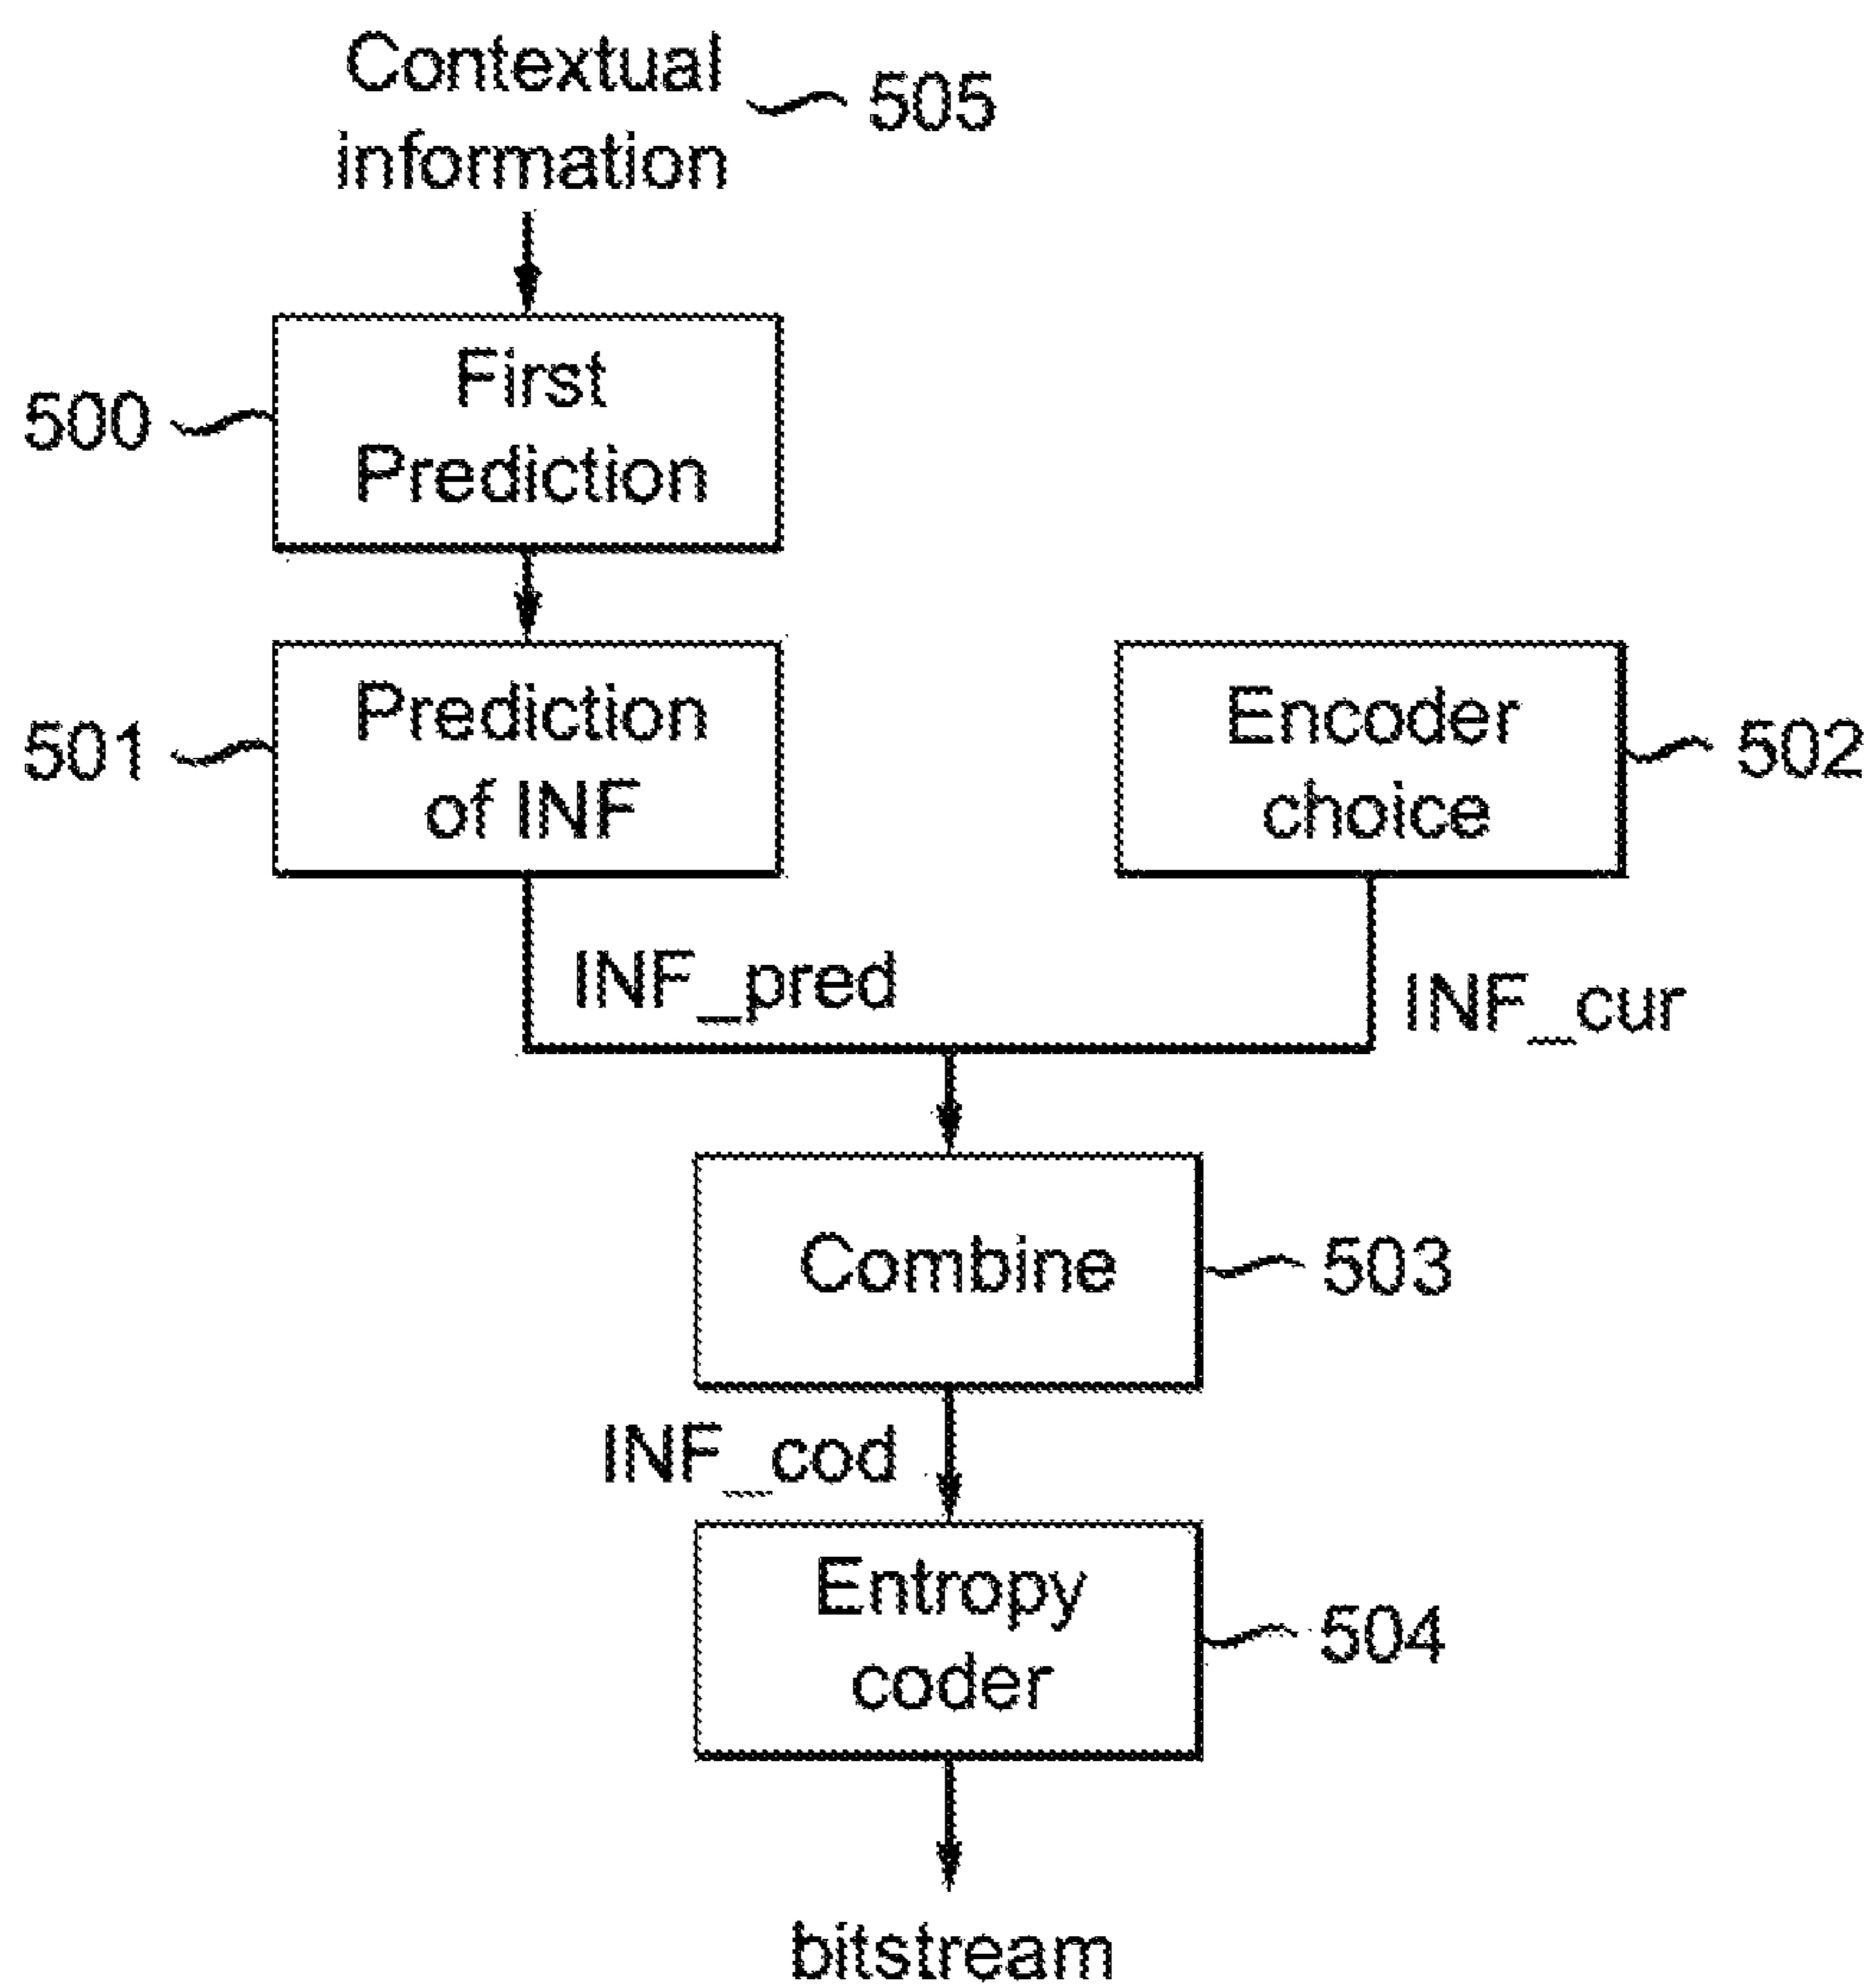 Contextual
information
505
First
Prediction
500
Prediction
of INF
501
Encoder
choice
502
INF_pred
INF_cur
Combine
503
INF_cod
Entropy
coder
504
bitstream